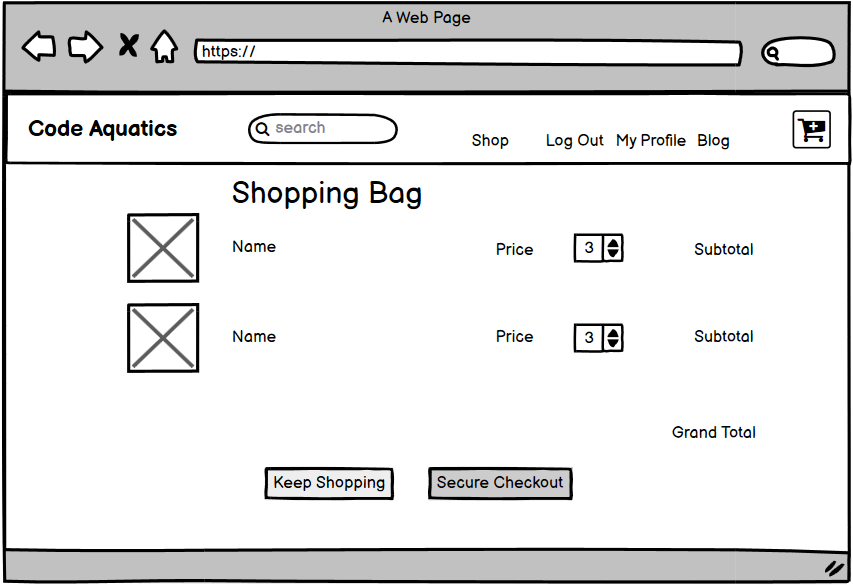 A Web Page
https://
Code Aquatics
search
Shop
Log Out
My Profile
Blog
Shopping Bag
Name
Price
3
Subtotal
Name
Price
3
Subtotal
Grand Total
Keep Shopping
Secure Checkout